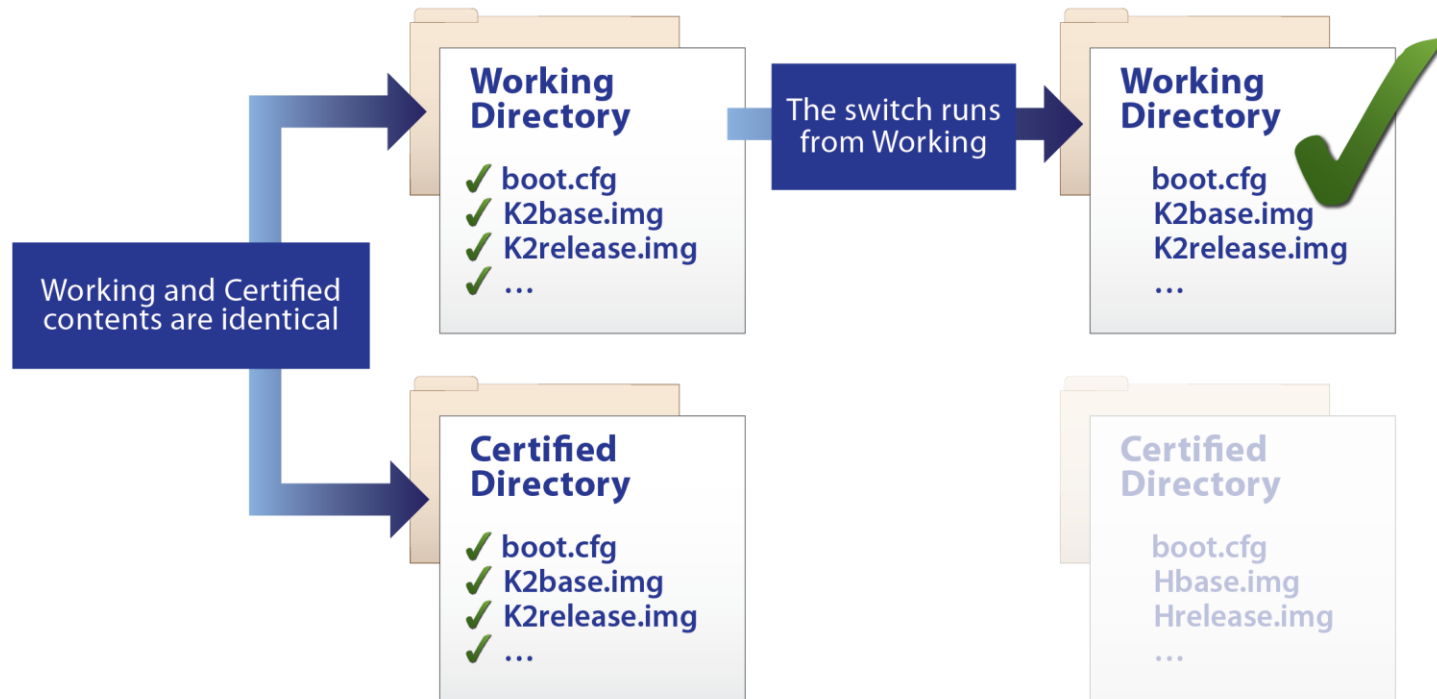 Working and Certified
contents are identical
Working
Directory
boot.cfg
K2base.img
K2release.img
...
Certified
Directory
boot.cfg
K2base.img
K2release.img
...
The switch runs
from Working
Working
Directory
boot.cfg
K2base.img
K2release.img
...
Certified
Directory
boot.cfg
Hbase.img
Hrelease.img
...